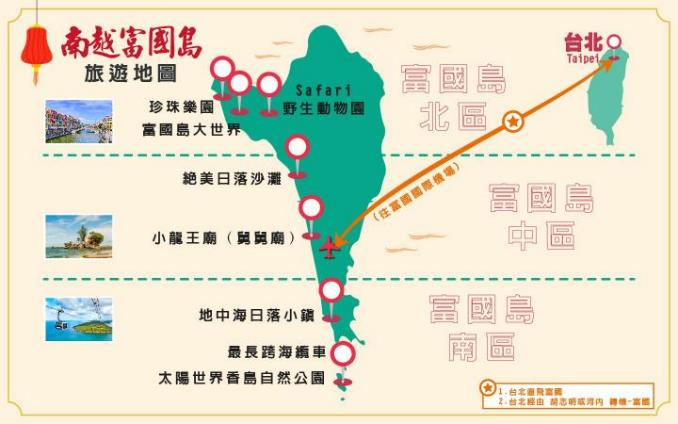 南越富國島
旅遊地圖
台北
Taipei
富國島
北區
Safari
野生動物園
珍珠樂園
富國島大世界
絕美日落沙灘
(往富國國際機場)
富國島
中區
小龍王廟（舅舅廟）
地中海日落小鎮
富國島
南區
最長跨海纜車
太陽世界香島自然公園
1.台北直飛富國
2.台北經由 胡志明或河內 轉機-富國